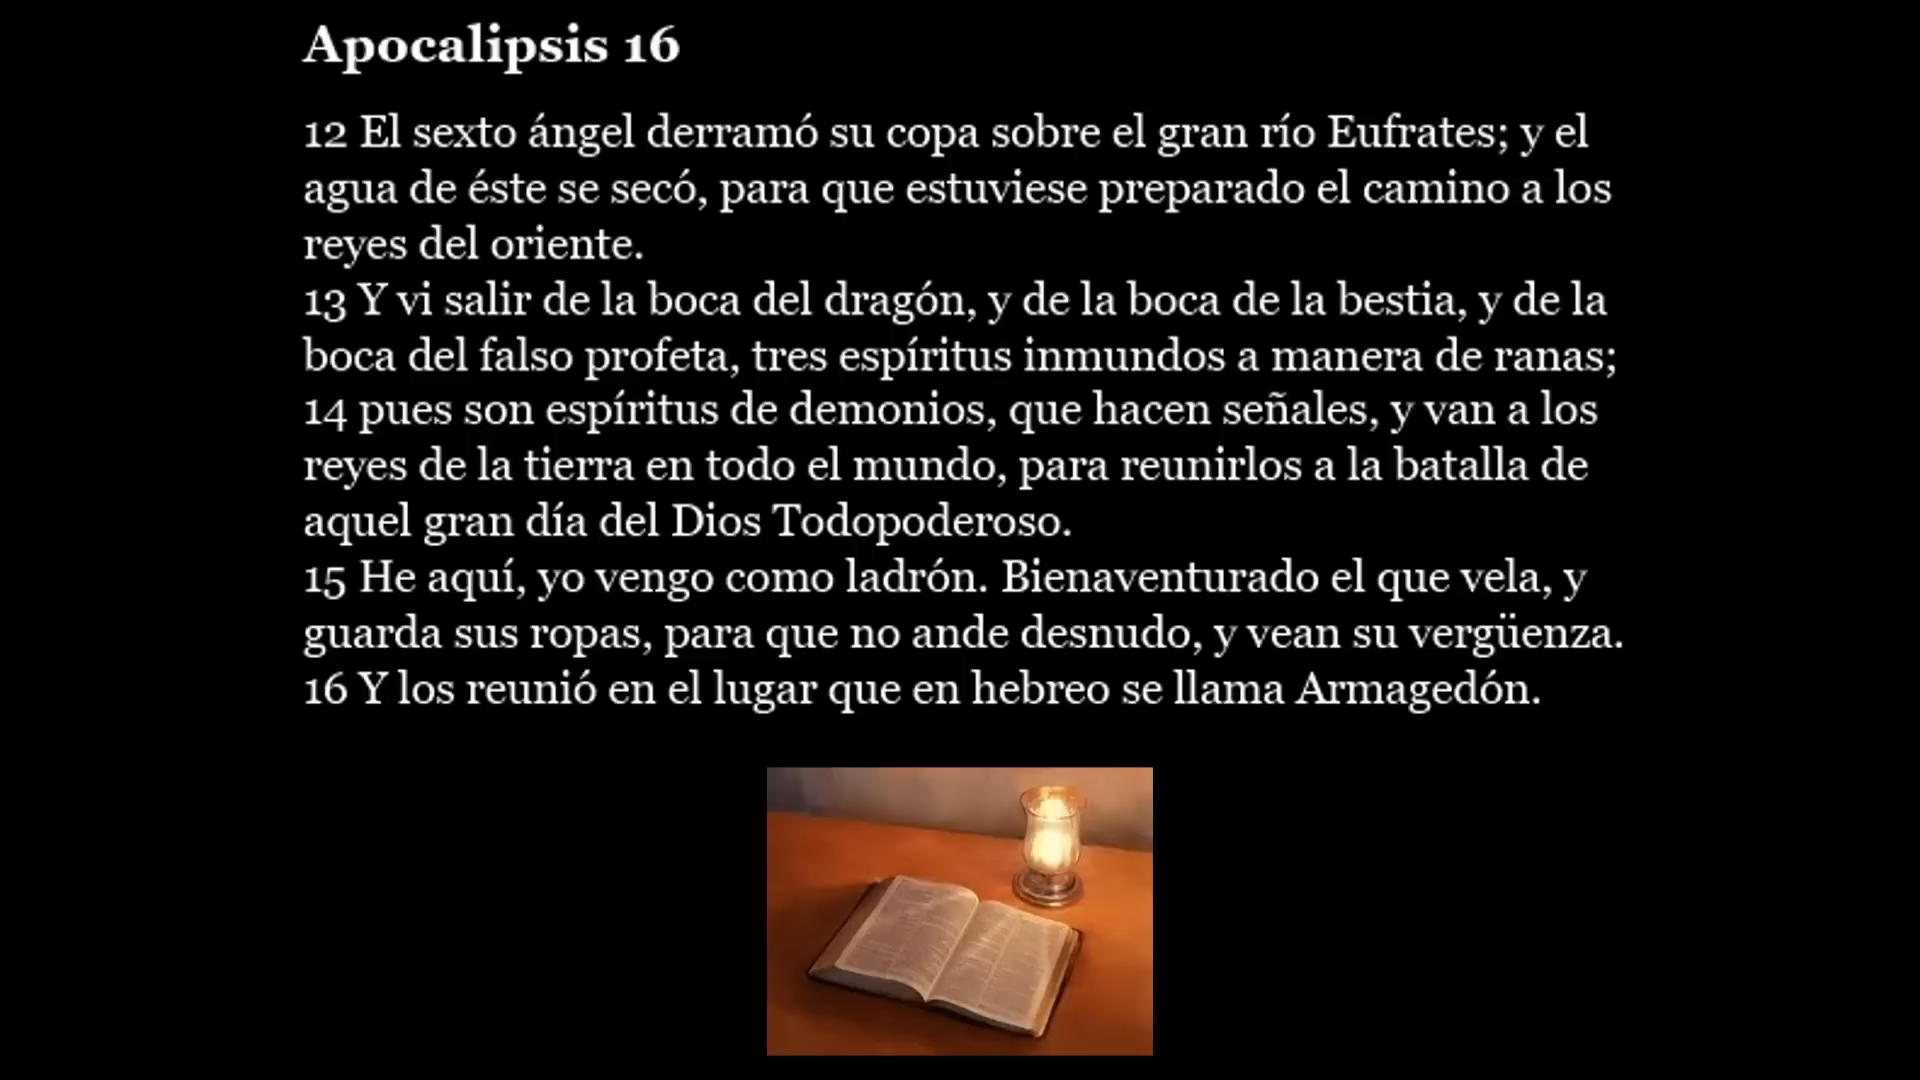 Apocalipsis 16
12 El sexto ángel derramó su copa sobre el gran río Eufrates; y el
agua de éste se secó, para que estuviese preparado el camino a los
reyes del oriente.
13 Y vi salir de la boca del dragón, y de la boca de la bestia, y de la
boca del falso profeta, tres espíritus inmundos a manera de ranas;
14 pues son espíritus de demonios, que hacen señales, y van a los
reyes de la tierra en todo el mundo, para reunirlos a la batalla de
aquel gran día del Dios Todopoderoso.
15 He aquí, yo vengo como ladrón. Bienaventurado el que vela, y
guarda sus ropas, para que no ande desnudo, y vean su vergüenza.
16 Y los reunió en el lugar que en hebreo se llama Armagedón.